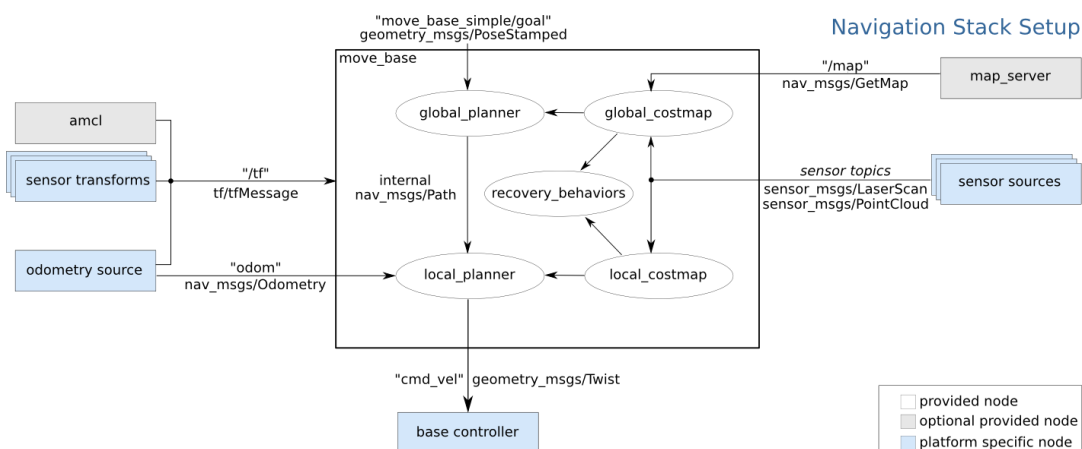 Navigation Stack Setup
"move_base_simple/goal"
geometry_msgs/PoseStamped
move_base
"/map"
nav_msgs/GetMap
map_server
amcl
global_planner
global_costmap
sensor transforms
"/tf"
tf/tfMessage
internal
nav_msgs/Path
recovery_behaviors
sensor topics
sensor_msgs/LaserScan
sensor_msgs/PointCloud
sensor sources
odometry source
"odom"
nav_msgs/Odometry
local_planner
local_costmap
"cmd_vel" geometry_msgs/Twist
base controller
provided node
optional provided node
platform specific node